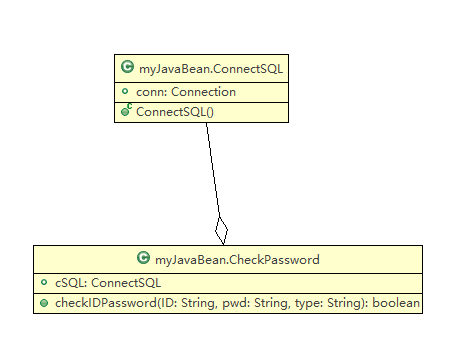 C myJavaBean.ConnectSQL
conn: Connection
C ConnectSQL()
C myJavaBean.CheckPassword
cSQL: ConnectSQL
checkIDPassword(ID: String, pwd: String, type: String): boolean